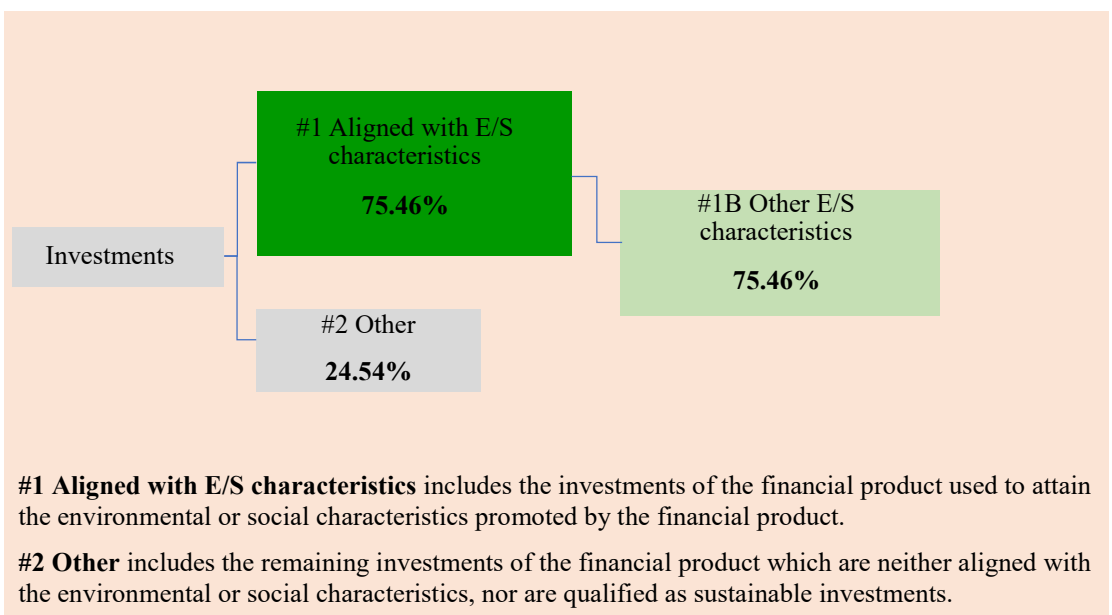 #1 Aligned with E/S
characteristics
75.46%
#1B Other E/S
characteristics
75.46%
Investments
#2 Other
24.54%
#1 Aligned with E/S characteristics includes the investments of the financial product used to attain
the environmental or social characteristics promoted by the financial product.
#2 Other includes the remaining investments of the financial product which are neither aligned with
the environmental or social characteristics, nor are qualified as sustainable investments.